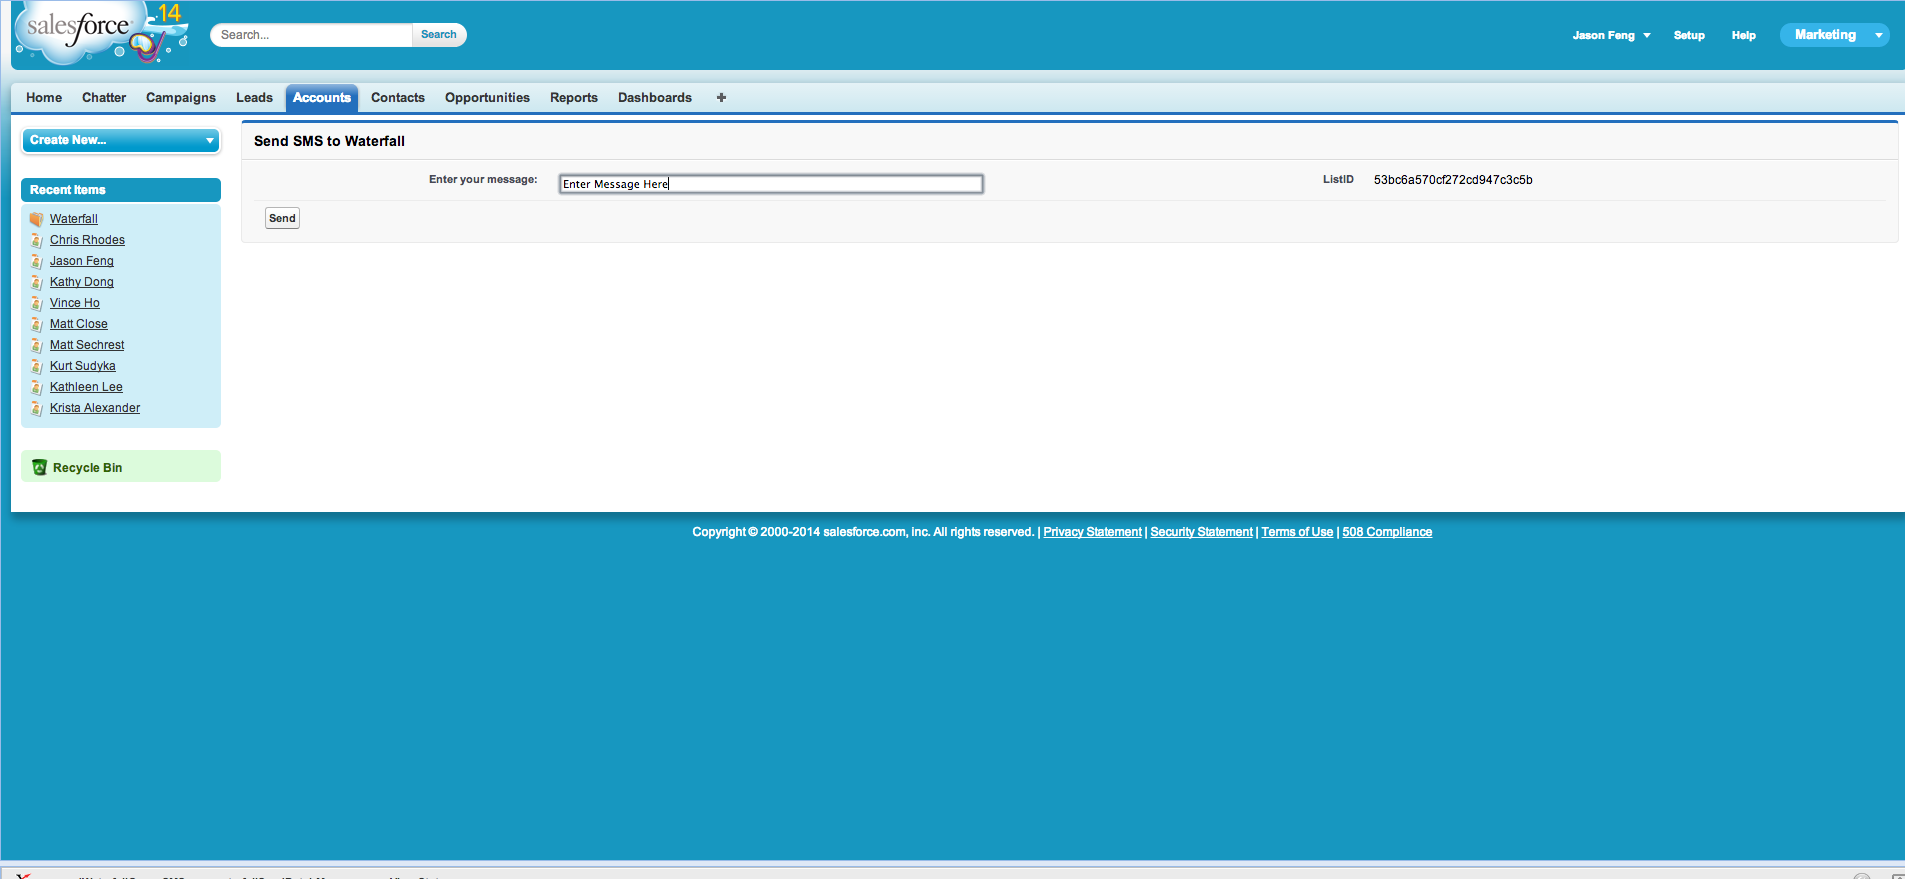 salesforce '14
Search... Search
Jason Feng Setup Help Marketing
Home Chatter Campaigns Leads Accounts Contacts Opportunities Reports Dashboards +
Create New...
Recent Items
Waterfall
Chris Rhodes
Jason Feng
Kathy Dong
Vince Ho
Matt Close
Matt Sechrest
Kurt Sudyka
Kathleen Lee
Krista Alexander
Recycle Bin
Send SMS to Waterfall
Enter your message: Enter Message Here ListID 53bc6a570cf272cd947c3c5b
Send
Copyright © 2000-2014 salesforce.com, inc. All rights reserved. | Privacy Statement | Security Statement | Terms of Use | 508 Compliance